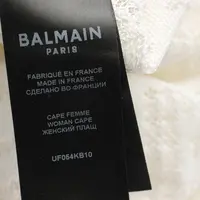 BALMAIN
PARIS
FABRIQUE EN FRANCE
MADE IN FRANCE
СДЕЛАНО ВО ФРАНЦИИ
CAPE FEMME
WOMAN CAPE
ЖЕНСКИЙ ПЛАЩ
UF064KB10